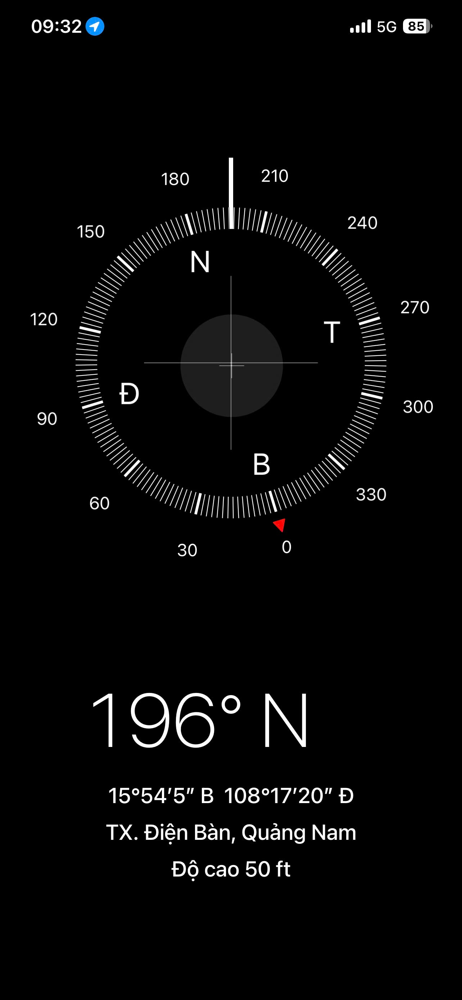 09:32 5G 85
180 210
150 240
120 270
90 300
60 330
30 0
N
T
Đ
B
196° N
15°54′5″ B 108°17′20″ Đ
TX. Điện Bàn, Quảng Nam
Độ cao 50 ft